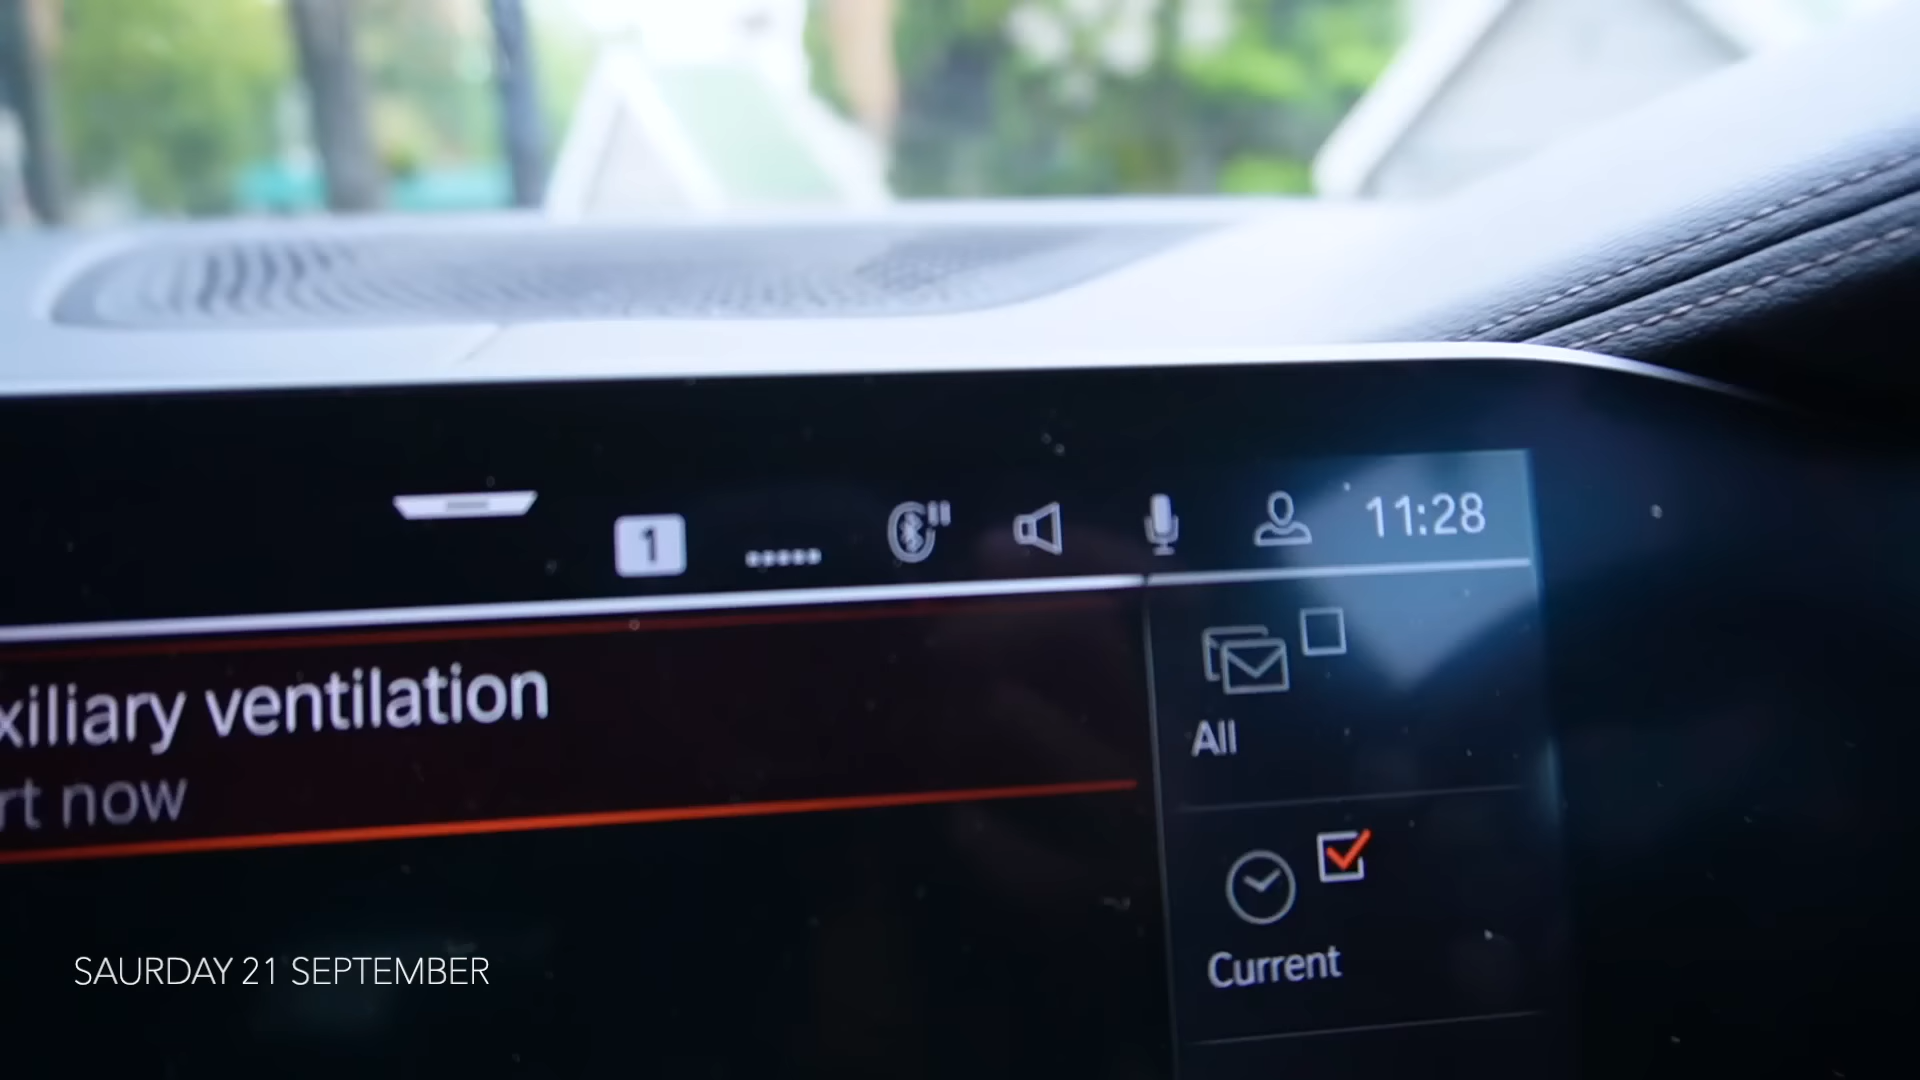 1
11:28
xiliary ventilation
rt now
All
Current
SAURDAY 21 SEPTEMBER